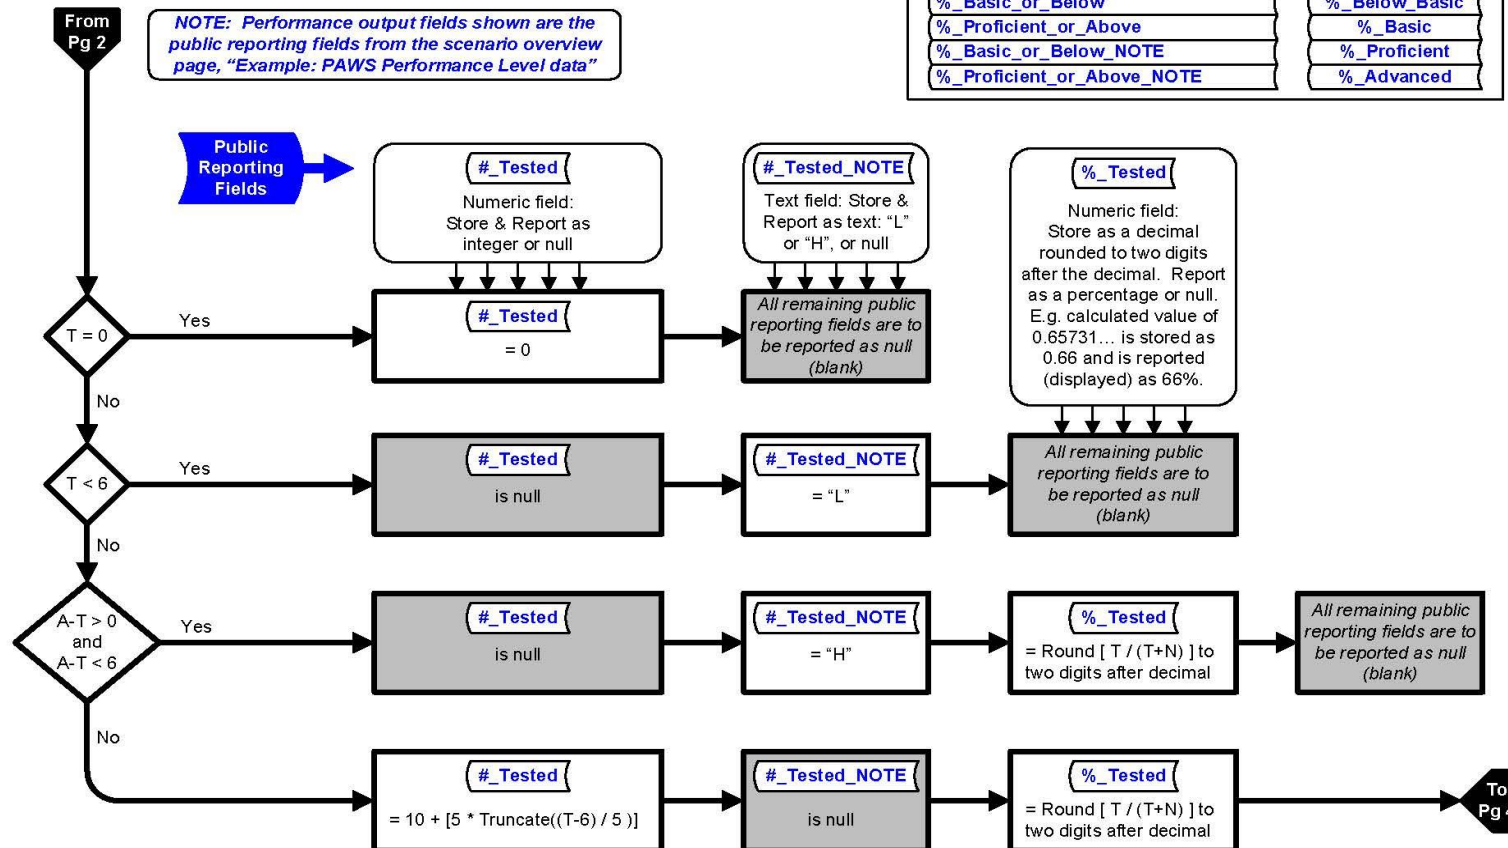 From
Pg 2
NOTE:  Performance output fields shown are the
public reporting fields from the scenario overview
page, “Example: PAWS Performance Level data”
%_Basic_or_Below
%_Below_Basic
%_Proficient_or_Above
%_Basic
%_Basic_or_Below_NOTE
%_Proficient
%_Proficient_or_Above_NOTE
%_Advanced
Public
Reporting
Fields
#_Tested
Numeric field:
Store & Report as
integer or null
#_Tested_NOTE
Text field: Store &
Report as text: “L”
or “H”, or null
%_Tested
Numeric field:
Store as a decimal
rounded to two digits
after the decimal.  Report
as a percentage or null.
E.g. calculated value of
0.65731... is stored as
0.66 and is reported
(displayed) as 66%.
T = 0
Yes
#_Tested
= 0
All remaining public
reporting fields are to
be reported as null
(blank)
No
T < 6
Yes
#_Tested
is null
#_Tested_NOTE
= “L”
All remaining public
reporting fields are to
be reported as null
(blank)
No
A-T > 0
and
A-T < 6
Yes
#_Tested
is null
#_Tested_NOTE
= “H”
%_Tested
= Round [ T / (T+N) ] to
two digits after decimal
All remaining public
reporting fields are to
be reported as null
(blank)
No
#_Tested
= 10 + [5 * Truncate((T-6) / 5 )]
#_Tested_NOTE
is null
%_Tested
= Round [ T / (T+N) ] to
two digits after decimal
To
Pg